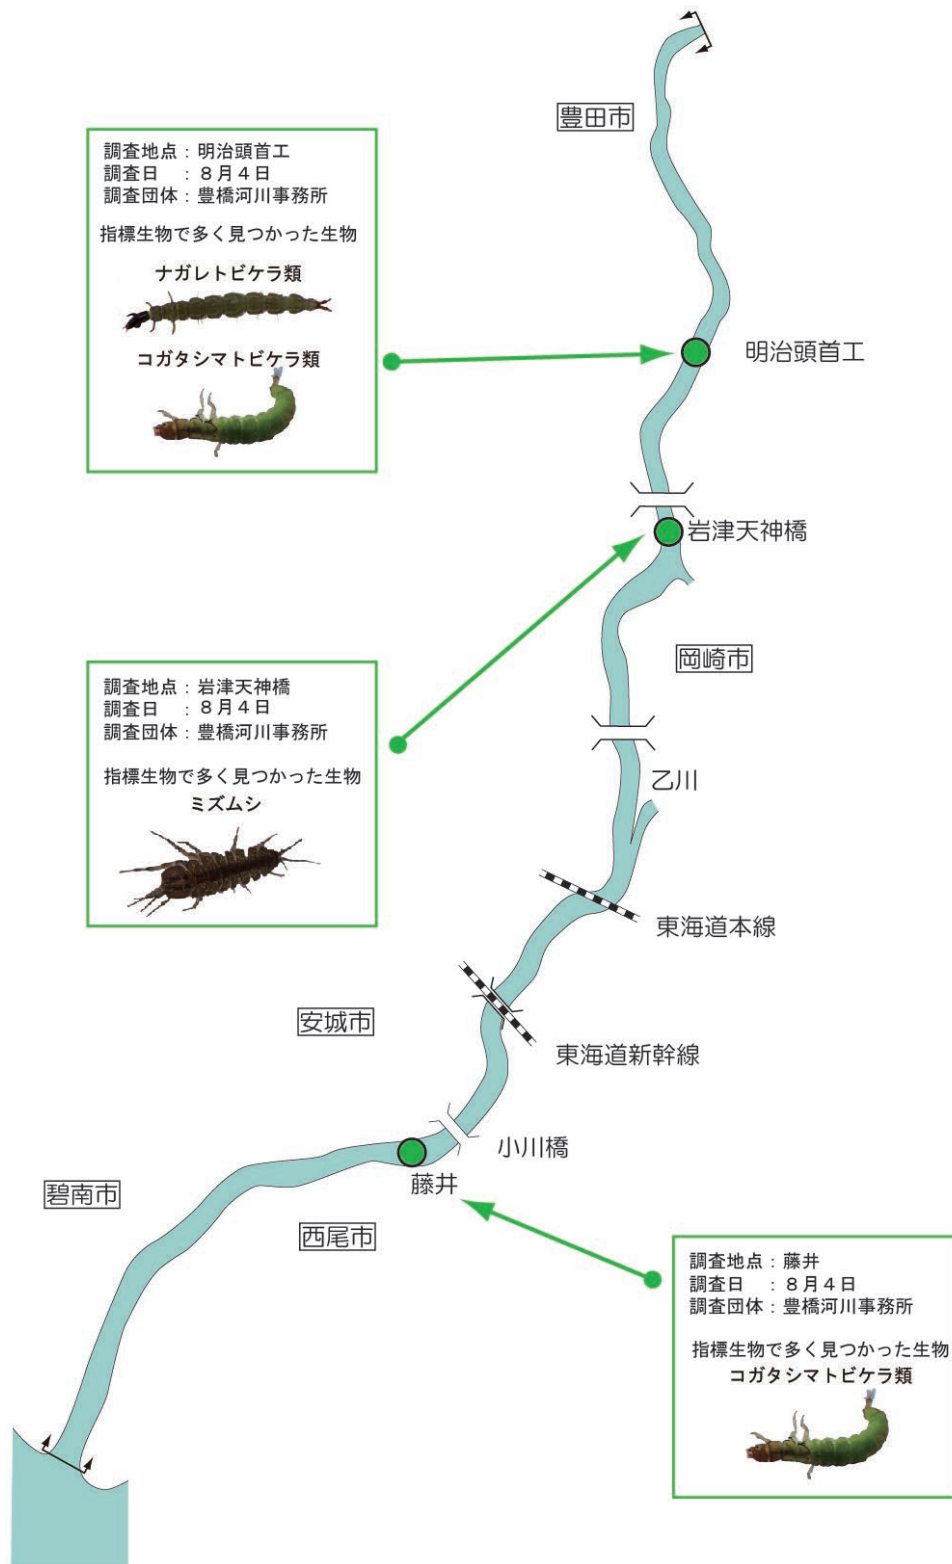 豊田市
調査地点：明治頭首工
調査日　：８月４日
調査団体：豊橋河川事務所
指標生物で多く見つかった生物
ナガレトビケラ類
コガタシマトビケラ類
明治頭首工
岩津天神橋
岡崎市
調査地点：岩津天神橋
調査日　：８月４日
調査団体：豊橋河川事務所
指標生物で多く見つかった生物
ミズムシ
乙川
東海道本線
安城市
東海道新幹線
小川橋
藤井
碧南市
西尾市
調査地点：藤井
調査日　：８月４日
調査団体：豊橋河川事務所
指標生物で多く見つかった生物
コガタシマトビケラ類